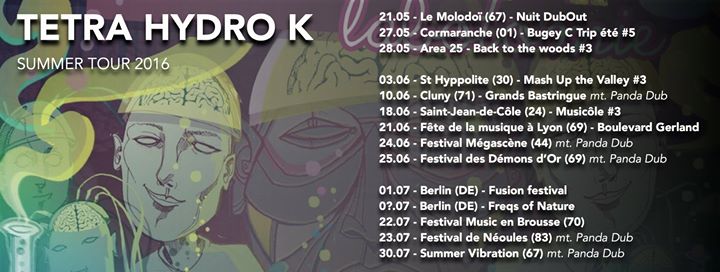 TETRA HYDRO K
SUMMER TOUR 2016
21.05 - Le Molodoï (67) - Nuit DubOut
27.05 - Cormaranche (01) - Bugey C Trip été #5
28.05 - Area 25 - Back to the woods #3
03.06 - St Hyppolite (30) - Mash Up the Valley #3
10.06 - Cluny (71) - Grands Bastringue mt. Panda Dub
18.06 - Saint-Jean-de-Côle (24) - Musicôle #3
21.06 - Fête de la musique à Lyon (69) - Boulevard Gerland
24.06 - Festival Mégascène (44) mt. Panda Dub
25.06 - Festival des Démons d'Or (69) mt. Panda Dub
01.07 - Berlin (DE) - Fusion festival
0?.07 - Berlin (DE) - Freqs of Nature
22.07 - Festival Music en Brousse (70)
23.07 - Festival de Néoules (83) mt. Panda Dub
30.07 - Summer Vibration (67) mt. Panda Dub